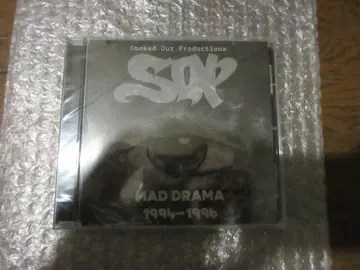 Smoked Out Productions
SOP
MAD DRAMA
1994-1996